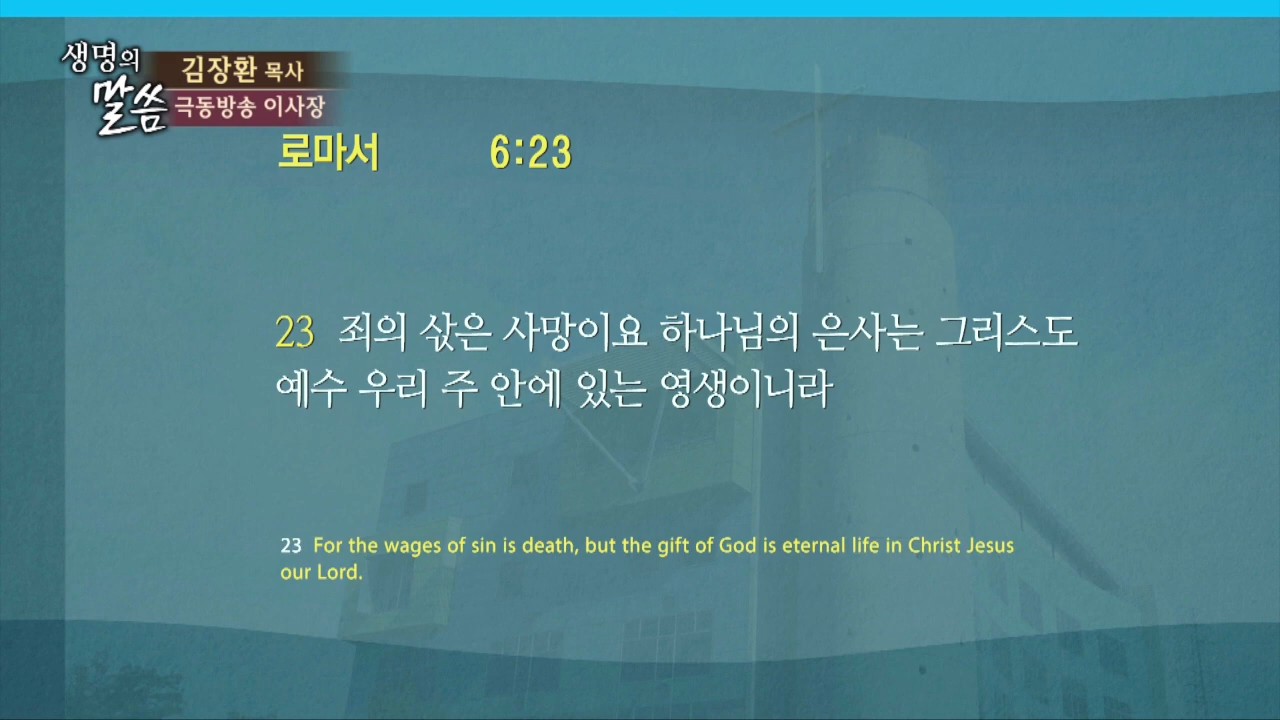 생명의
말씀
김장환 목사
극동방송 이사장
로마서 6:23
23 죄의 삯은 사망이요 하나님의 은사는 그리스도
예수 우리 주 안에 있는 영생이니라
23 For the wages of sin is death, but the gift of God is eternal life in Christ Jesus
our Lord.